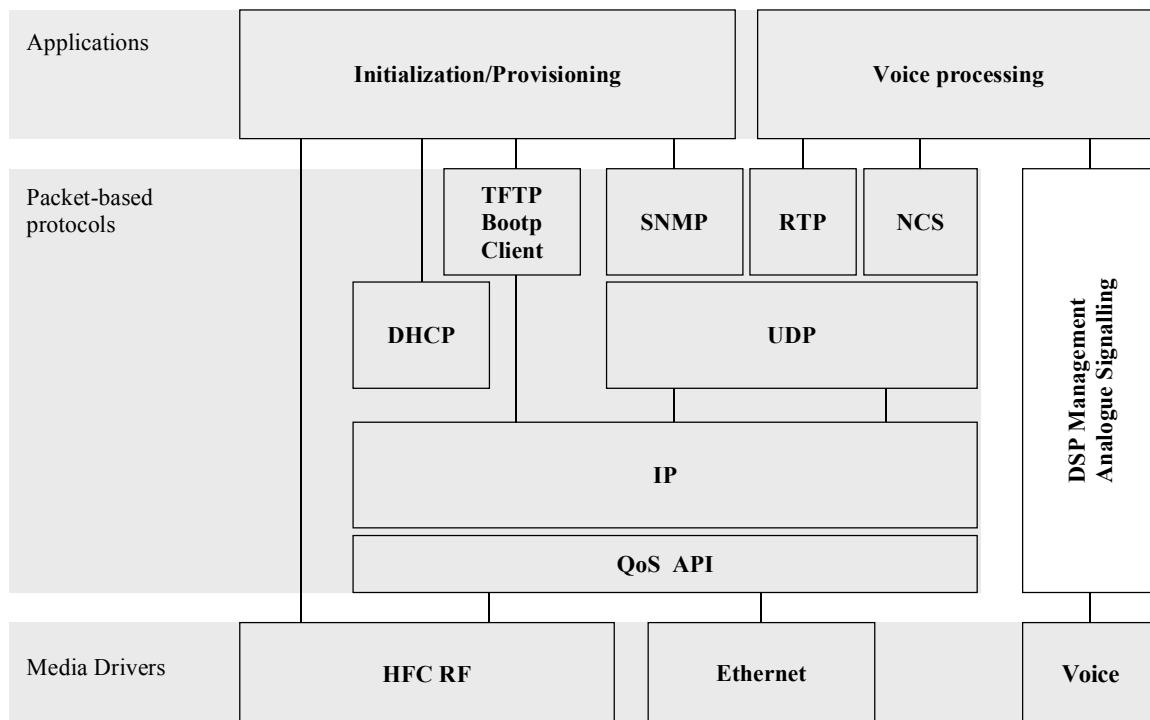 Applications
Initialization/Provisioning
Voice processing
Packet-based
protocols
TFTP
Bootp
Client
SNMP
RTP
NCS
DHCP
UDP
DSP Management
Analogue Signalling
IP
QoS API
Media Drivers
HFC RF
Ethernet
Voice